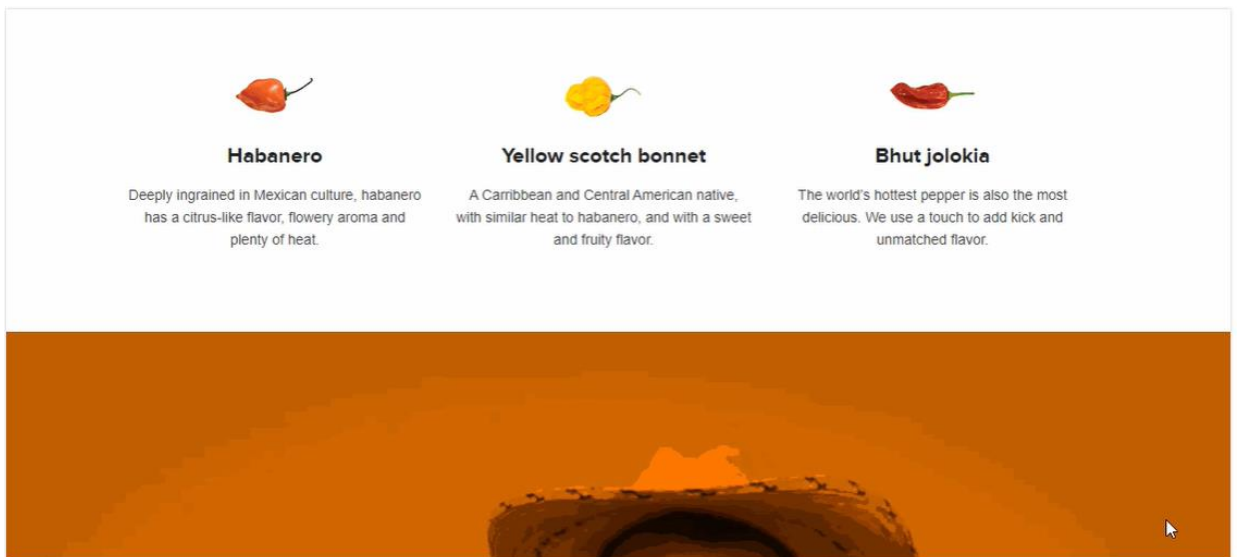 Habanero
Deeply ingrained in Mexican culture, habanero
has a citrus-like flavor, flowery aroma and
plenty of heat.
Yellow scotch bonnet
A Carribbean and Central American native,
with similar heat to habanero, and with a sweet
and fruity flavor.
Bhut jolokia
The world's hottest pepper is also the most
delicious. We use a touch to add kick and
unmatched flavor.